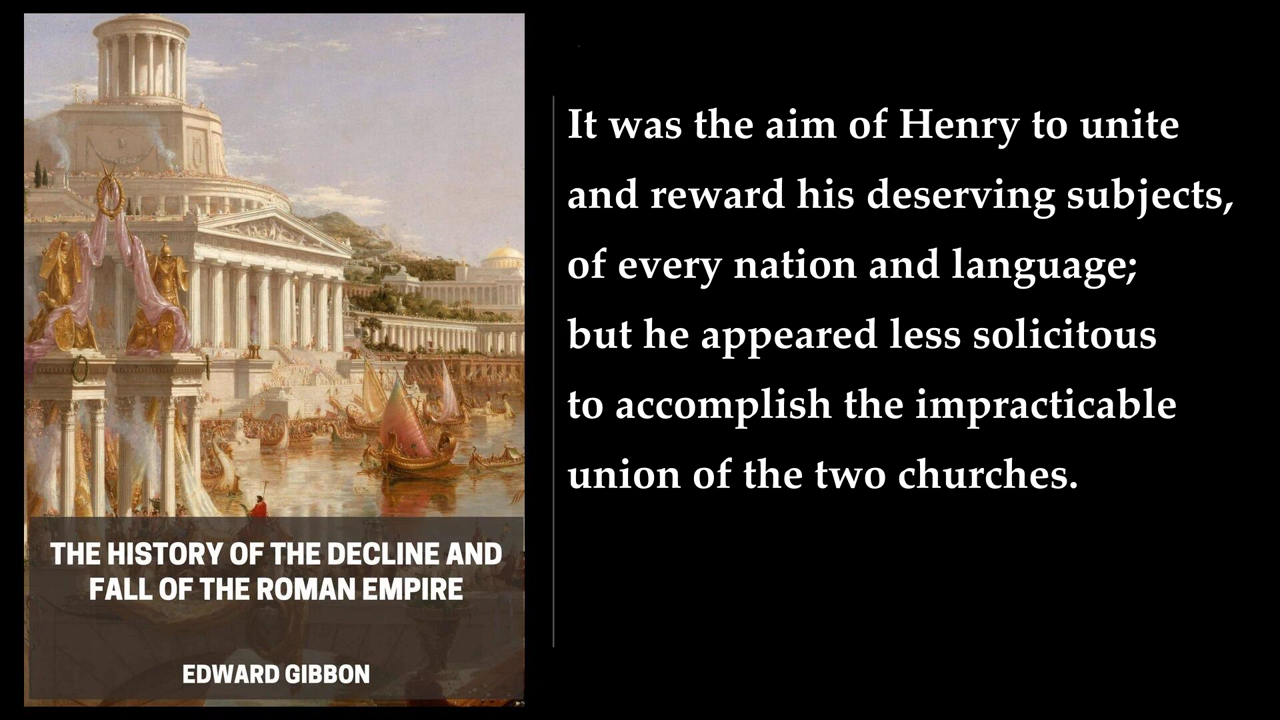 THE HISTORY OF THE DECLINE AND
FALL OF THE ROMAN EMPIRE
EDWARD GIBBON
It was the aim of Henry to unite
and reward his deserving subjects,
of every nation and language;
but he appeared less solicitous
to accomplish the impracticable
union of the two churches.